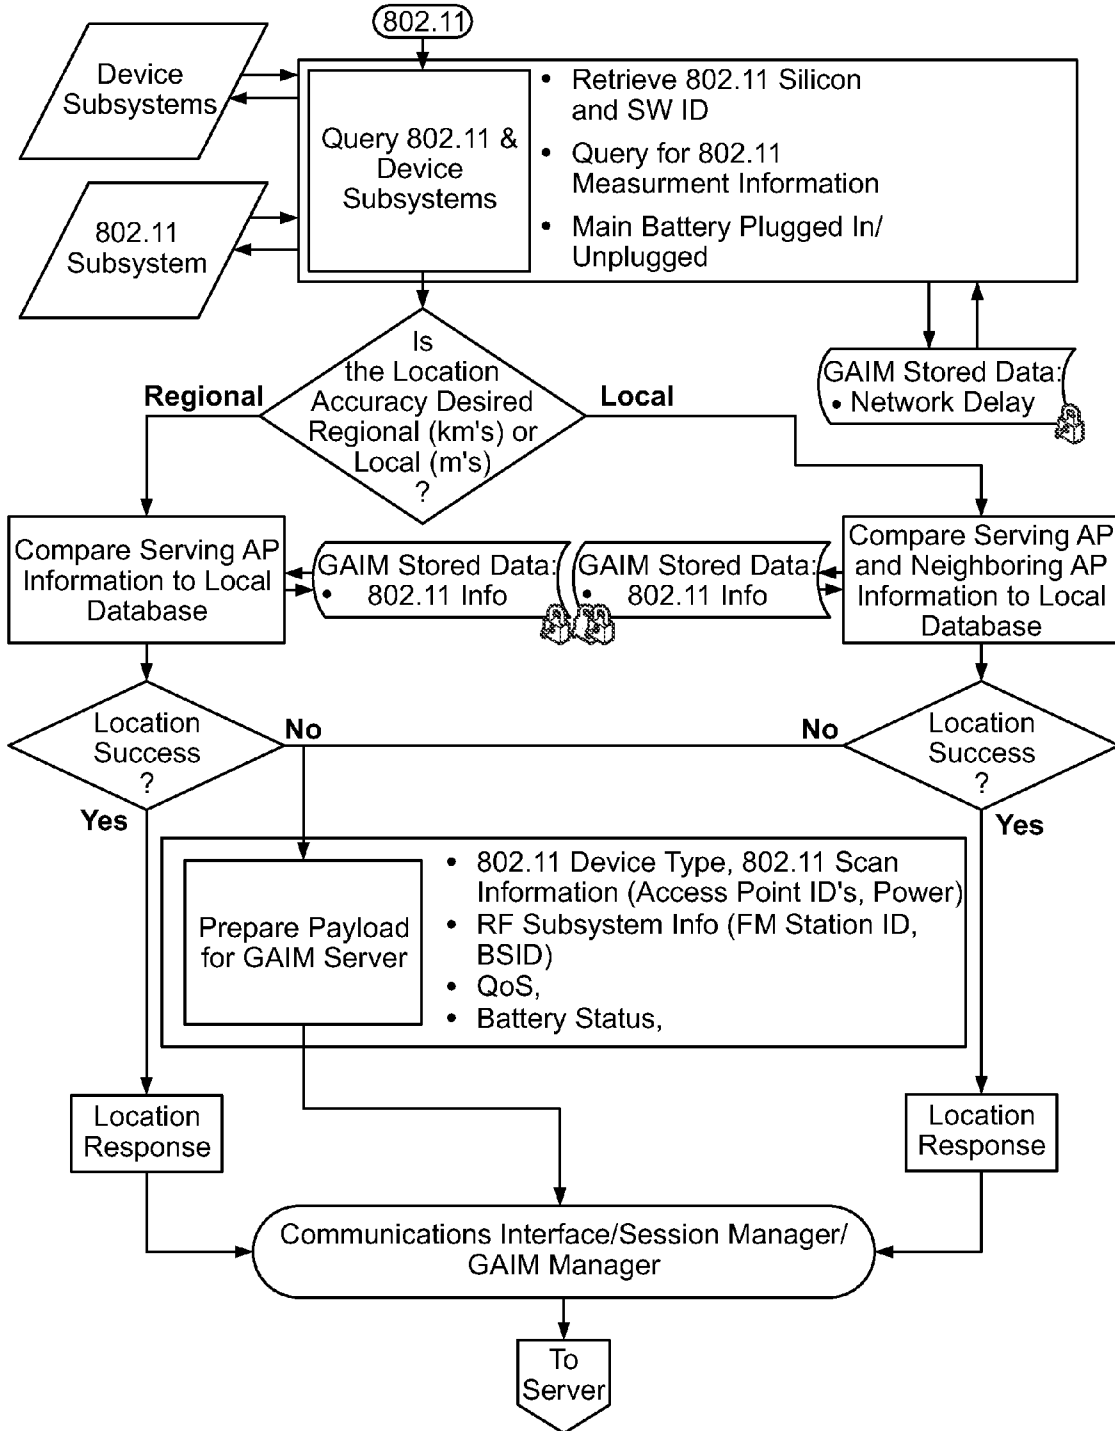 802.11
Device
Subsystems
Query 802.11 &
Device
Subsystems
• Retrieve 802.11 Silicon
and SW ID
• Query for 802.11
Measurment Information
• Main Battery Plugged In/
Unplugged
802.11
Subsystem
Is
the Location
Accuracy Desired
Regional (km's) or
Local (m's)
?
Regional
Local
GAIM Stored Data:
• Network Delay
Compare Serving AP
Information to Local
Database
GAIM Stored Data:
• 802.11 Info
GAIM Stored Data:
• 802.11 Info
Compare Serving AP
and Neighboring AP
Information to Local
Database
Location
Success
?
No
No
Location
Success
?
Yes
Yes
Prepare Payload
for GAIM Server
• 802.11 Device Type, 802.11 Scan
Information (Access Point ID's, Power)
• RF Subsystem Info (FM Station ID,
BSID)
• QoS,
• Battery Status,
Location
Response
Location
Response
Communications Interface/Session Manager/
GAIM Manager
To
Server